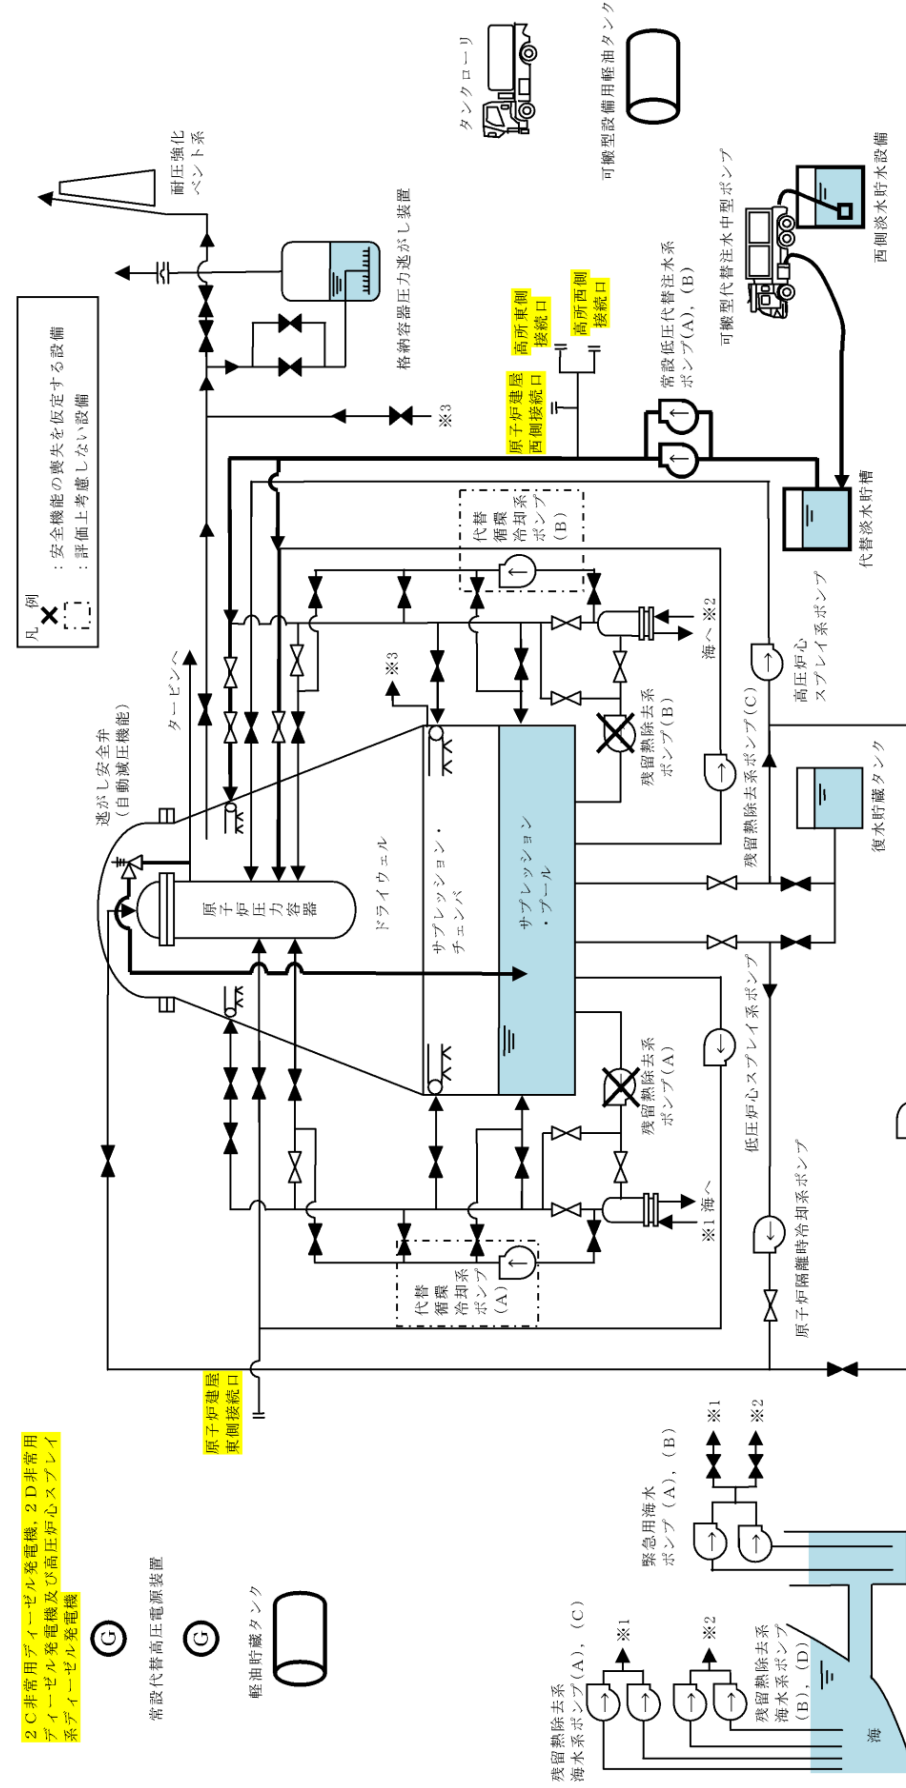 凡例
：安全機能の喪失を仮定する設備
：評価上考慮しない設備
2C非常用ディーゼル発電機，2D非常用
ディーゼル発電機及び高圧炉心スプレイ
系ディーゼル発電機
G
常設代替高圧電源装置
G
軽油貯蔵タンク
原子炉建屋
東側接続口
逃がし安全弁
(自動減圧機能)
タービンへ
耐圧強化
ベント系
格納容器圧力逃がし装置
※3
※3
原子炉圧力容器
ドライウェル
サプレッション・
チェンバ
サプレッション
・プール
代替
循環
冷却系
ポンプ
(A)
代替
循環
冷却系
ポンプ
(B)
原子炉建屋
西側接続口
高所東側
接続口
高所西側
接続口
常設低圧代替注水系
ポンプ(A)，(B)
タンクローリ
可搬型設備用軽油タンク
可搬型代替注水中型ポンプ
西側淡水貯水設備
代替淡水貯槽
残留熱除去系
ポンプ(A)
残留熱除去系
ポンプ(B)
※1
海へ
海へ
※2
残留熱除去系ポンプ(C)
高圧炉心
スプレイ系ポンプ
低圧炉心スプレイ系ポンプ
復水貯蔵タンク
原子炉隔離時冷却系ポンプ
緊急用海水
ポンプ(A)，(B)
※1
※2
残留熱除去系
海水系ポンプ(A)，(C)
※1
※2
残留熱除去系
海水系ポンプ
(B)，(D)
海